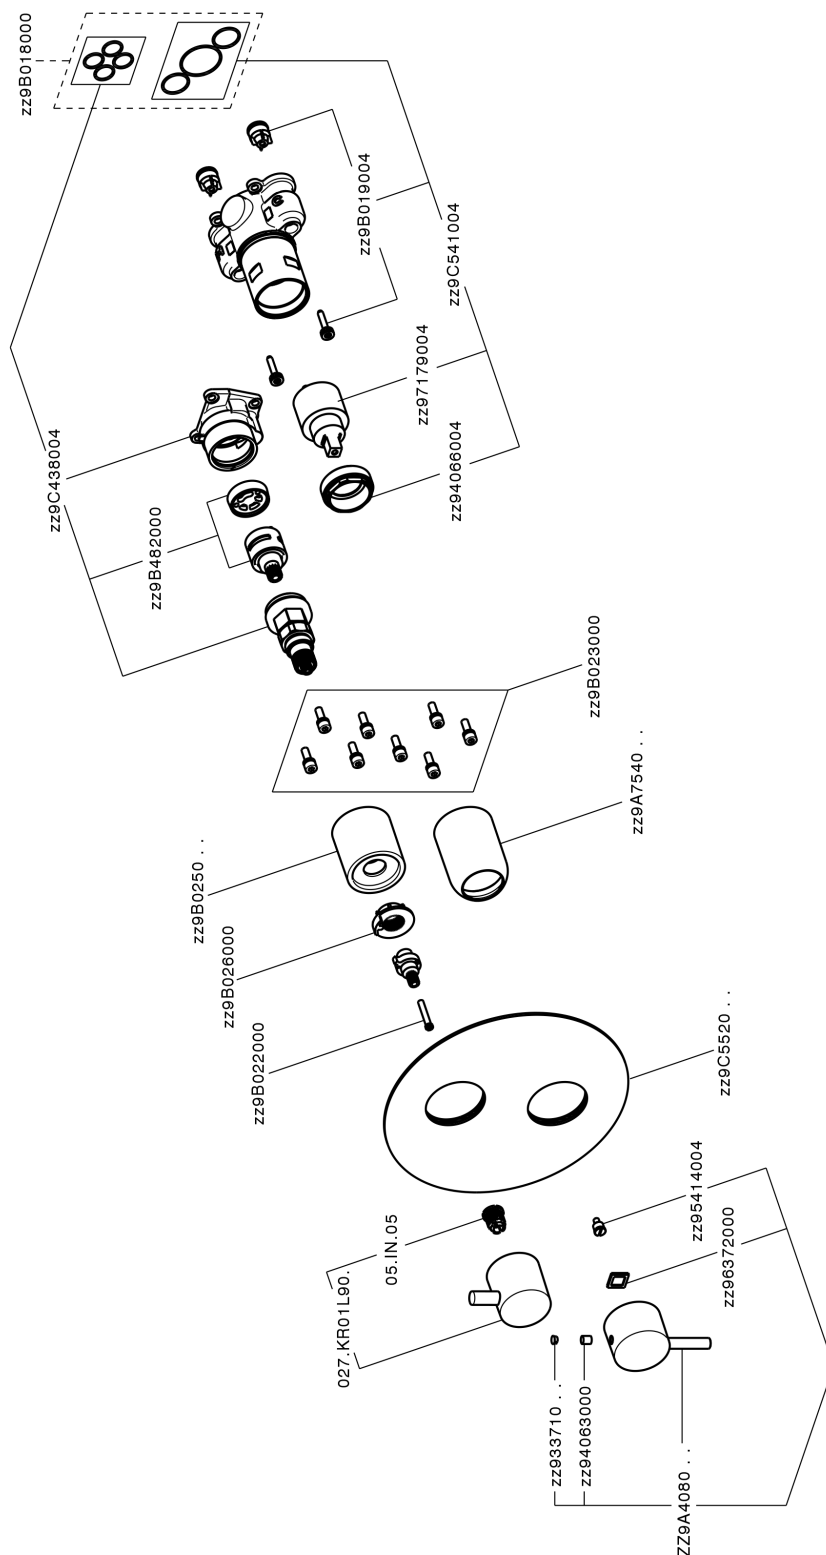 zz9B018000
zz9B019004
zz9C541004
zz97179004
zz94066004
zz9C438004
zz9B482000
zz9B023000
zz9A7540 . .
zz9B0250 . .
zz9B026000
zz9B022000
zz9C5520 . .
zz95414004
zz96372000
05.IN.05
027.KR01L90.
zz933710 . .
zz94063000
ZZ9A4080 . .